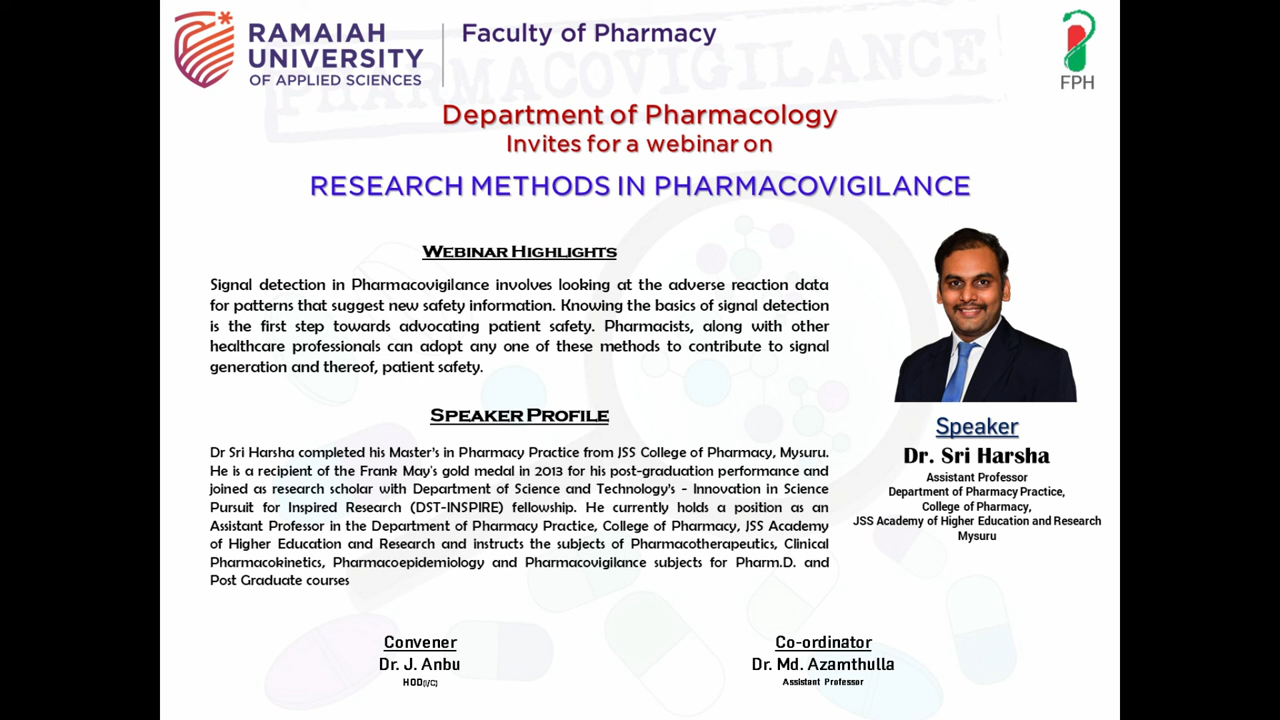 RAMAIAH
UNIVERSITY
OF APPLIED SCIENCES
Faculty of Pharmacy
FPH
PHARMACOVIGILANCE
Department of Pharmacology
Invites for a webinar on
RESEARCH METHODS IN PHARMACOVIGILANCE
WEBINAR HIGHLIGHTS
Signal detection in Pharmacovigilance involves looking at the adverse reaction data
for patterns that suggest new safety information. Knowing the basics of signal detection
is the first step towards advocating patient safety. Pharmacists, along with other
healthcare professionals can adopt any one of these methods to contribute to signal
generation and thereof, patient safety.
SPEAKER PROFILE
Dr Sri Harsha completed his Master's in Pharmacy Practice from JSS College of Pharmacy, Mysuru.
He is a recipient of the Frank May's gold medal in 2013 for his post-graduation performance and
joined as research scholar with Department of Science and Technology's - Innovation in Science
Pursuit for Inspired Research (DST-INSPIRE) fellowship. He currently holds a position as an
Assistant Professor in the Department of Pharmacy Practice, College of Pharmacy, JSS Academy
of Higher Education and Research and instructs the subjects of Pharmacotherapeutics, Clinical
Pharmacokinetics, Pharmacoepidemiology and Pharmacovigilance subjects for Pharm.D. and
Post Graduate courses
Speaker
Dr. Sri Harsha
Assistant Professor
Department of Pharmacy Practice,
College of Pharmacy,
JSS Academy of Higher Education and Research
Mysuru
Convener
Dr. J. Anbu
HOD(I/C)
Co-ordinator
Dr. Md. Azamthulla
Assistant Professor